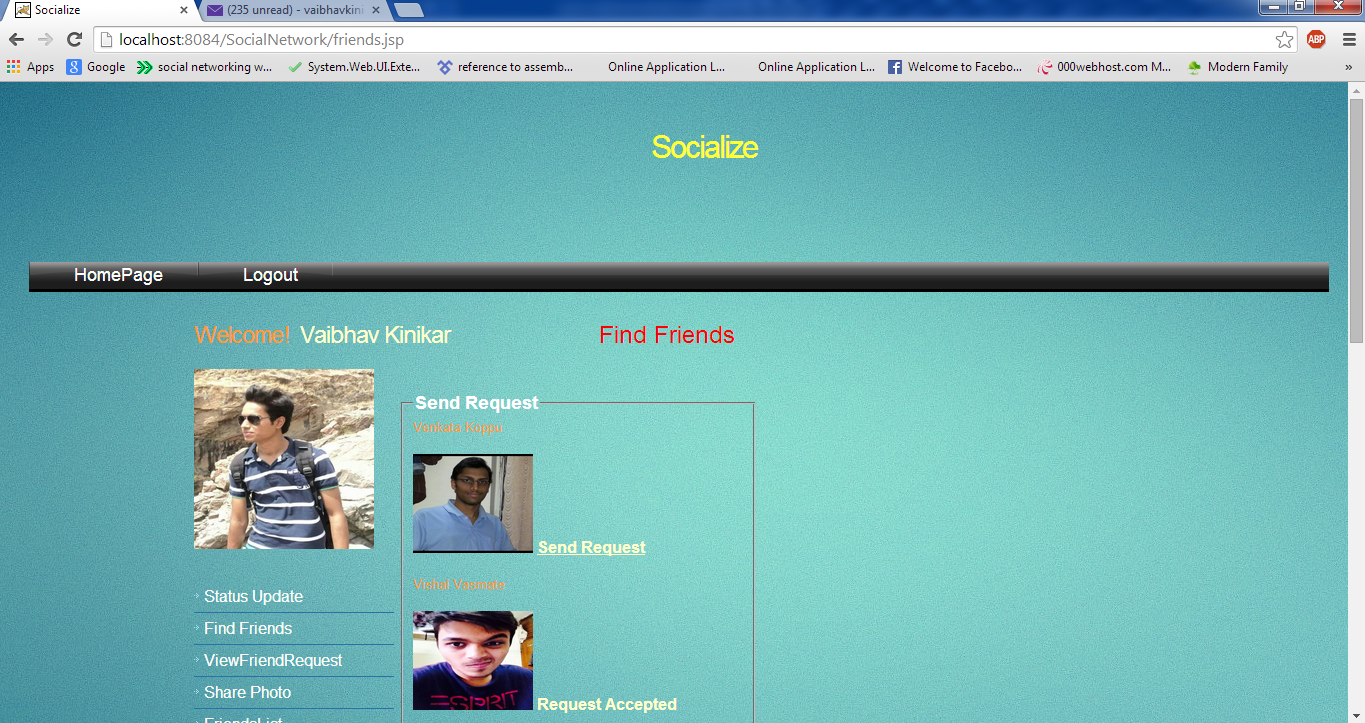 Socialize
(235 unread) - vaibhavkini
localhost:8084/SocialNetwork/friends.jsp
ABP
Apps
Google
social networking w...
System.Web.UI.Exte...
reference to assemb...
Online Application L...
Online Application L...
Welcome to Facebo...
000webhost.com M...
Modern Family
»
Socialize
HomePage
Logout
Welcome! Vaibhav Kinikar
Find Friends
Send Request
Venkata Koppu
Send Request
Vishal Vasmate
ESPRIT
Request Accepted
Status Update
Find Friends
ViewFriendRequest
Share Photo
FriendsList